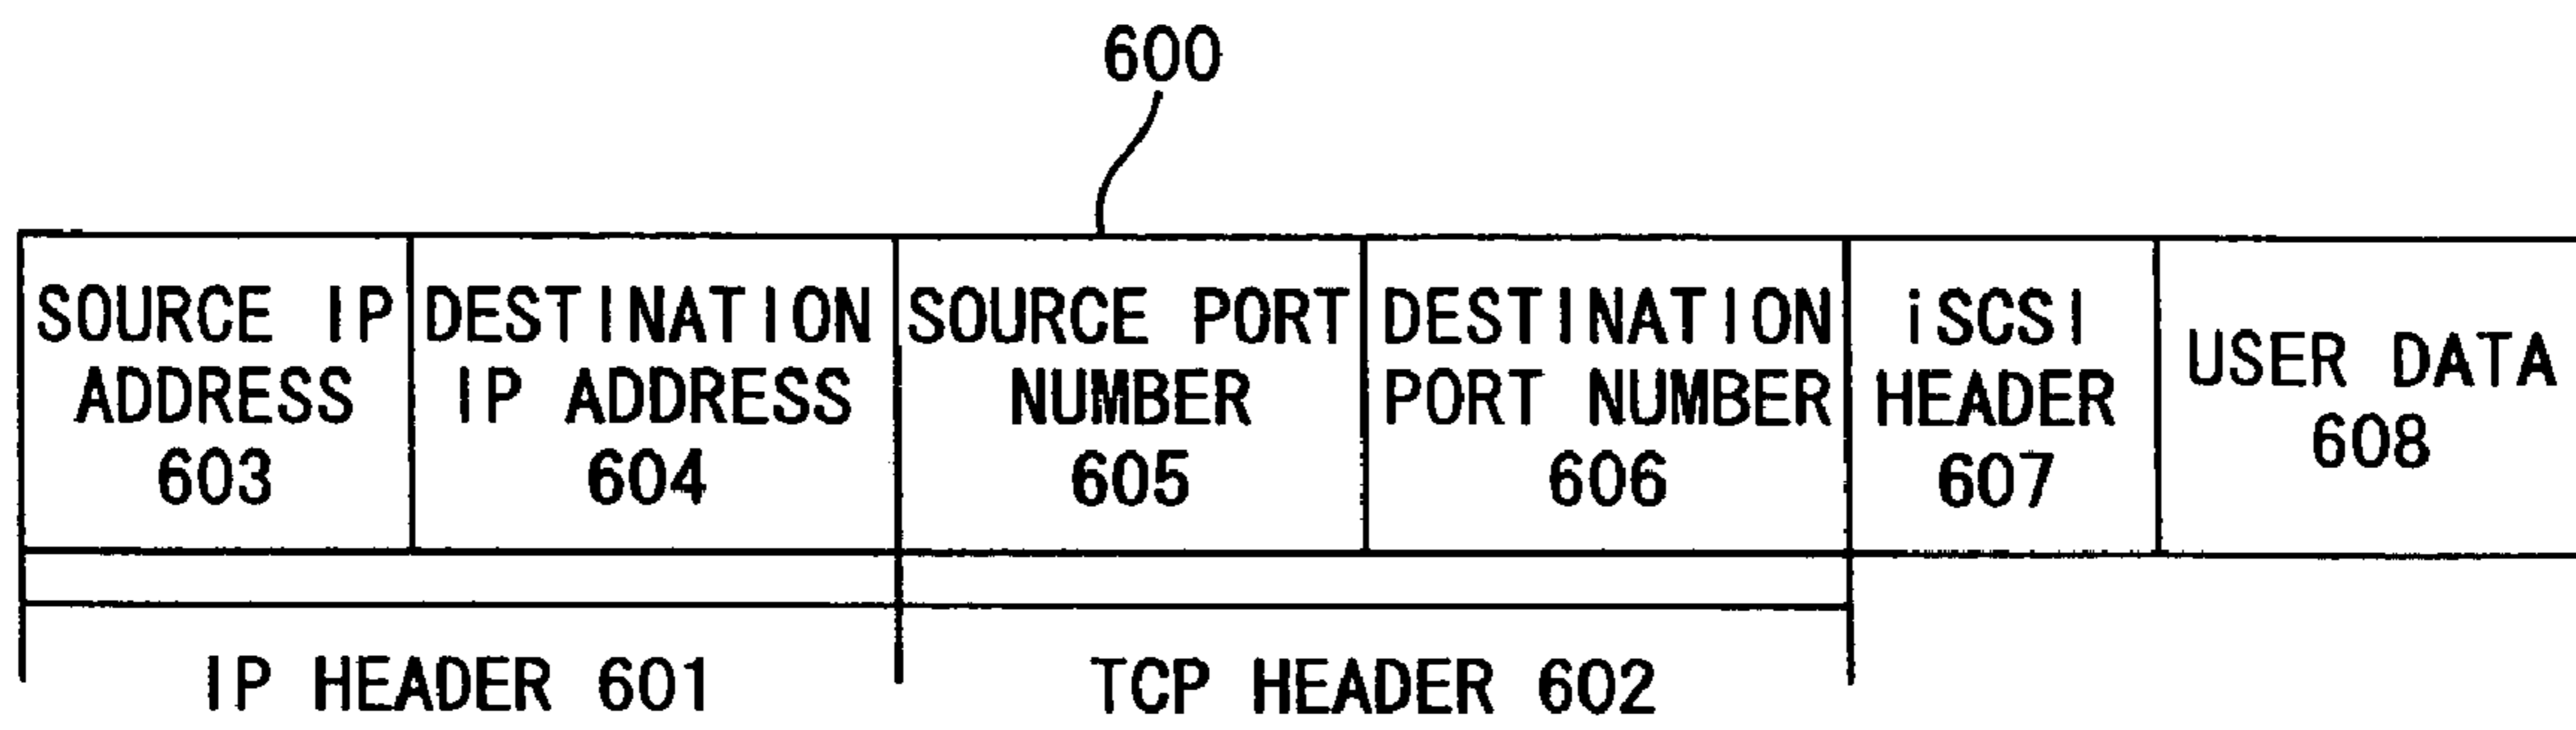 600
SOURCE IP
ADDRESS
603
DESTINATION
IP ADDRESS
604
SOURCE PORT
NUMBER
605
DESTINATION
PORT NUMBER
606
iSCSI
HEADER
607
USER DATA
608
IP HEADER 601
TCP HEADER 602